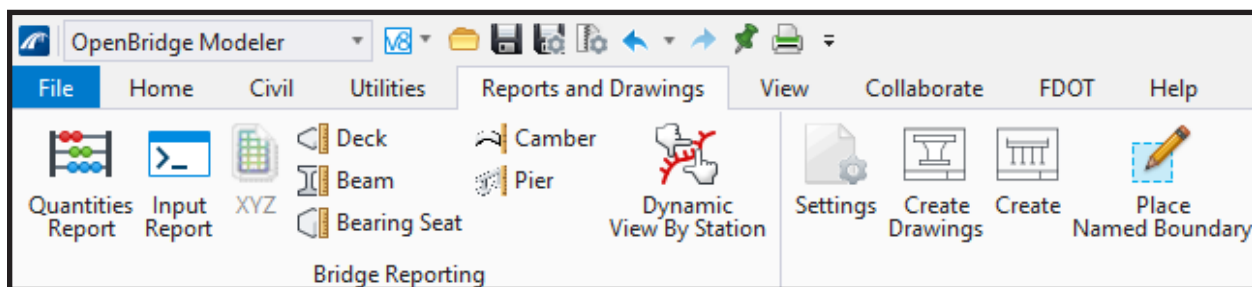 OpenBridge Modeler
V8
File Home Civil Utilities Reports and Drawings View Collaborate FDOT Help
Quantities Report
Input Report
XYZ
Deck
Beam
Bearing Seat
Camber
Pier
Dynamic
View By Station
Settings
Create Drawings
Create
Place
Named Boundary
Bridge Reporting